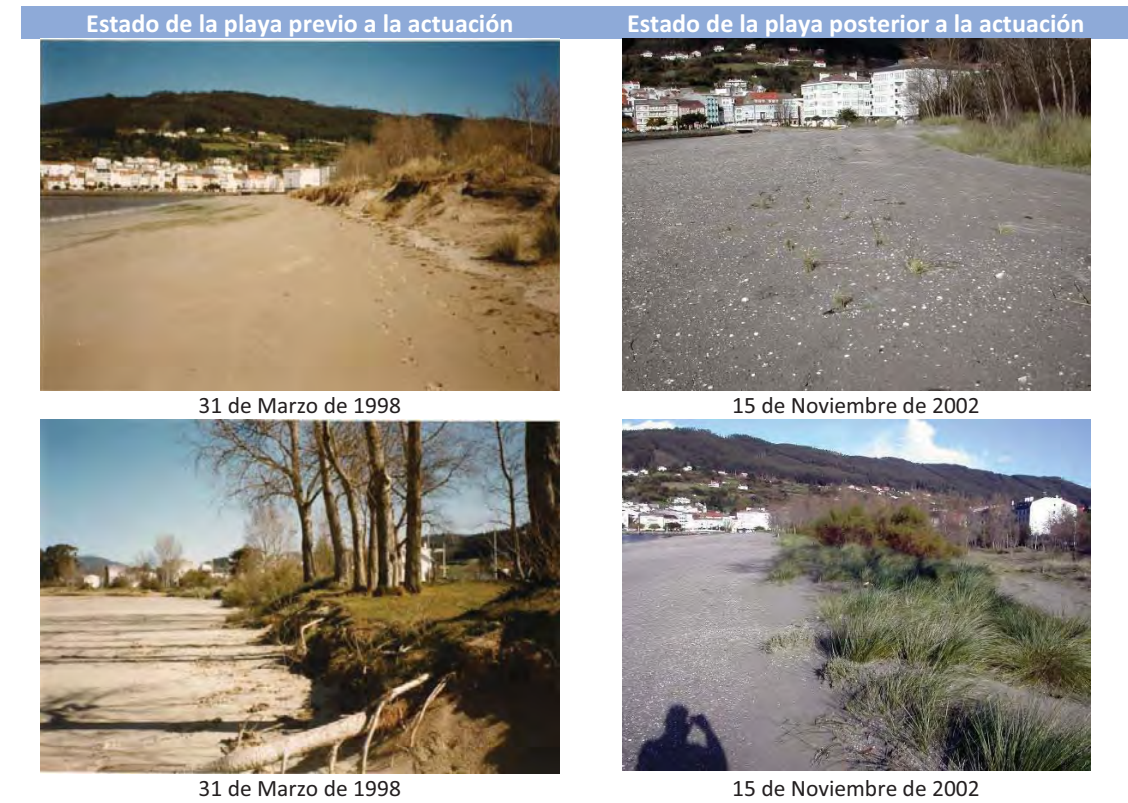 Estado de la playa previo a la actuación
Estado de la playa posterior a la actuación
31 de Marzo de 1998
15 de Noviembre de 2002
31 de Marzo de 1998
15 de Noviembre de 2002